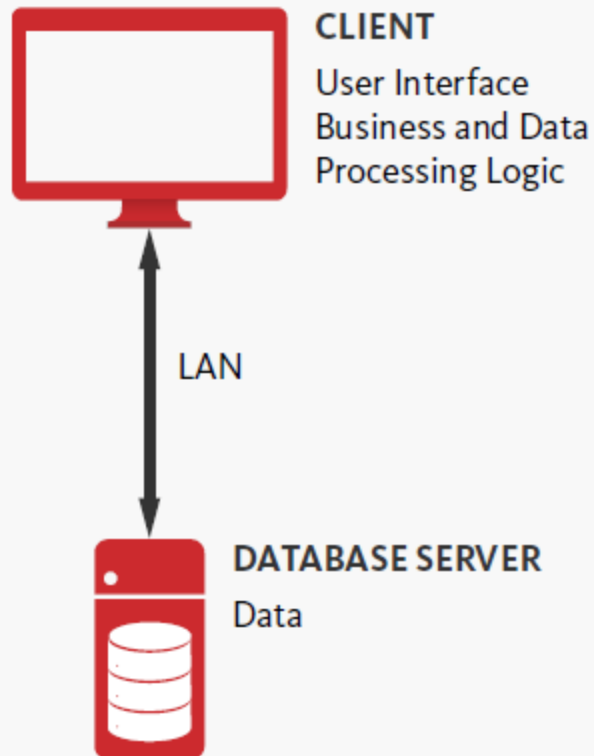 CLIENT
User Interface
Business and Data
Processing Logic
LAN
DATABASE SERVER
Data